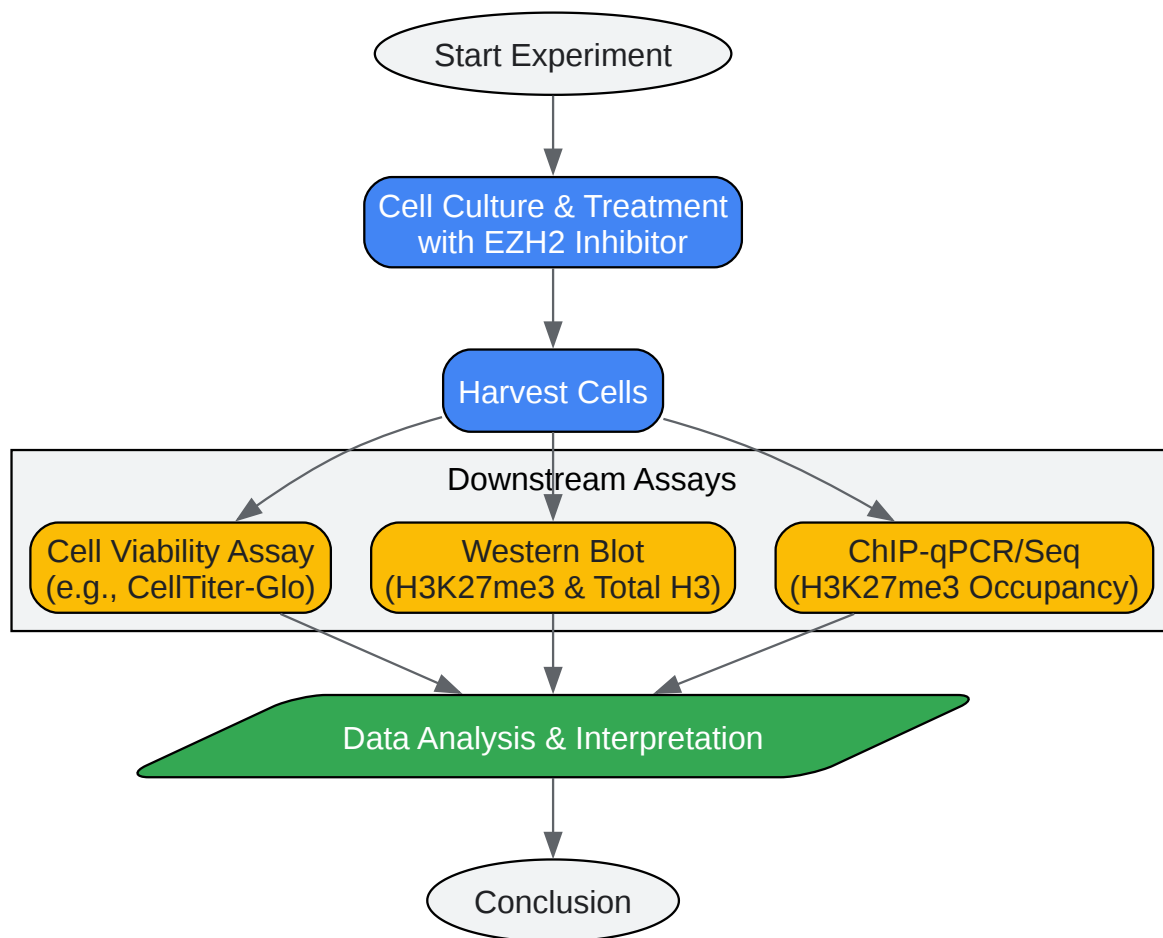 Start Experiment
Cell Culture & Treatment
with EZH2 Inhibitor
Harvest Cells
Downstream Assays
Cell Viability Assay
(e.g., CellTiter-Glo)
Western Blot
(H3K27me3 & Total H3)
ChIP-qPCR/Seq
(H3K27me3 Occupancy)
Data Analysis & Interpretation
Conclusion